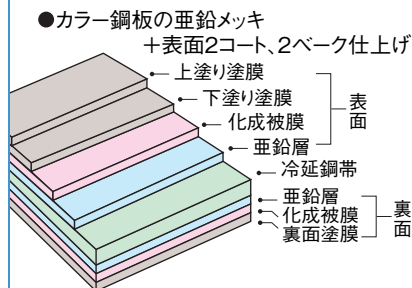 ●カラー鋼板の亜鉛メッキ
＋表面2コート、2ベーク仕上げ
上塗り塗膜
下塗り塗膜
化成被膜
亜鉛層
表面
冷延鋼帯
亜鉛層
化成被膜
裏面塗膜
裏面